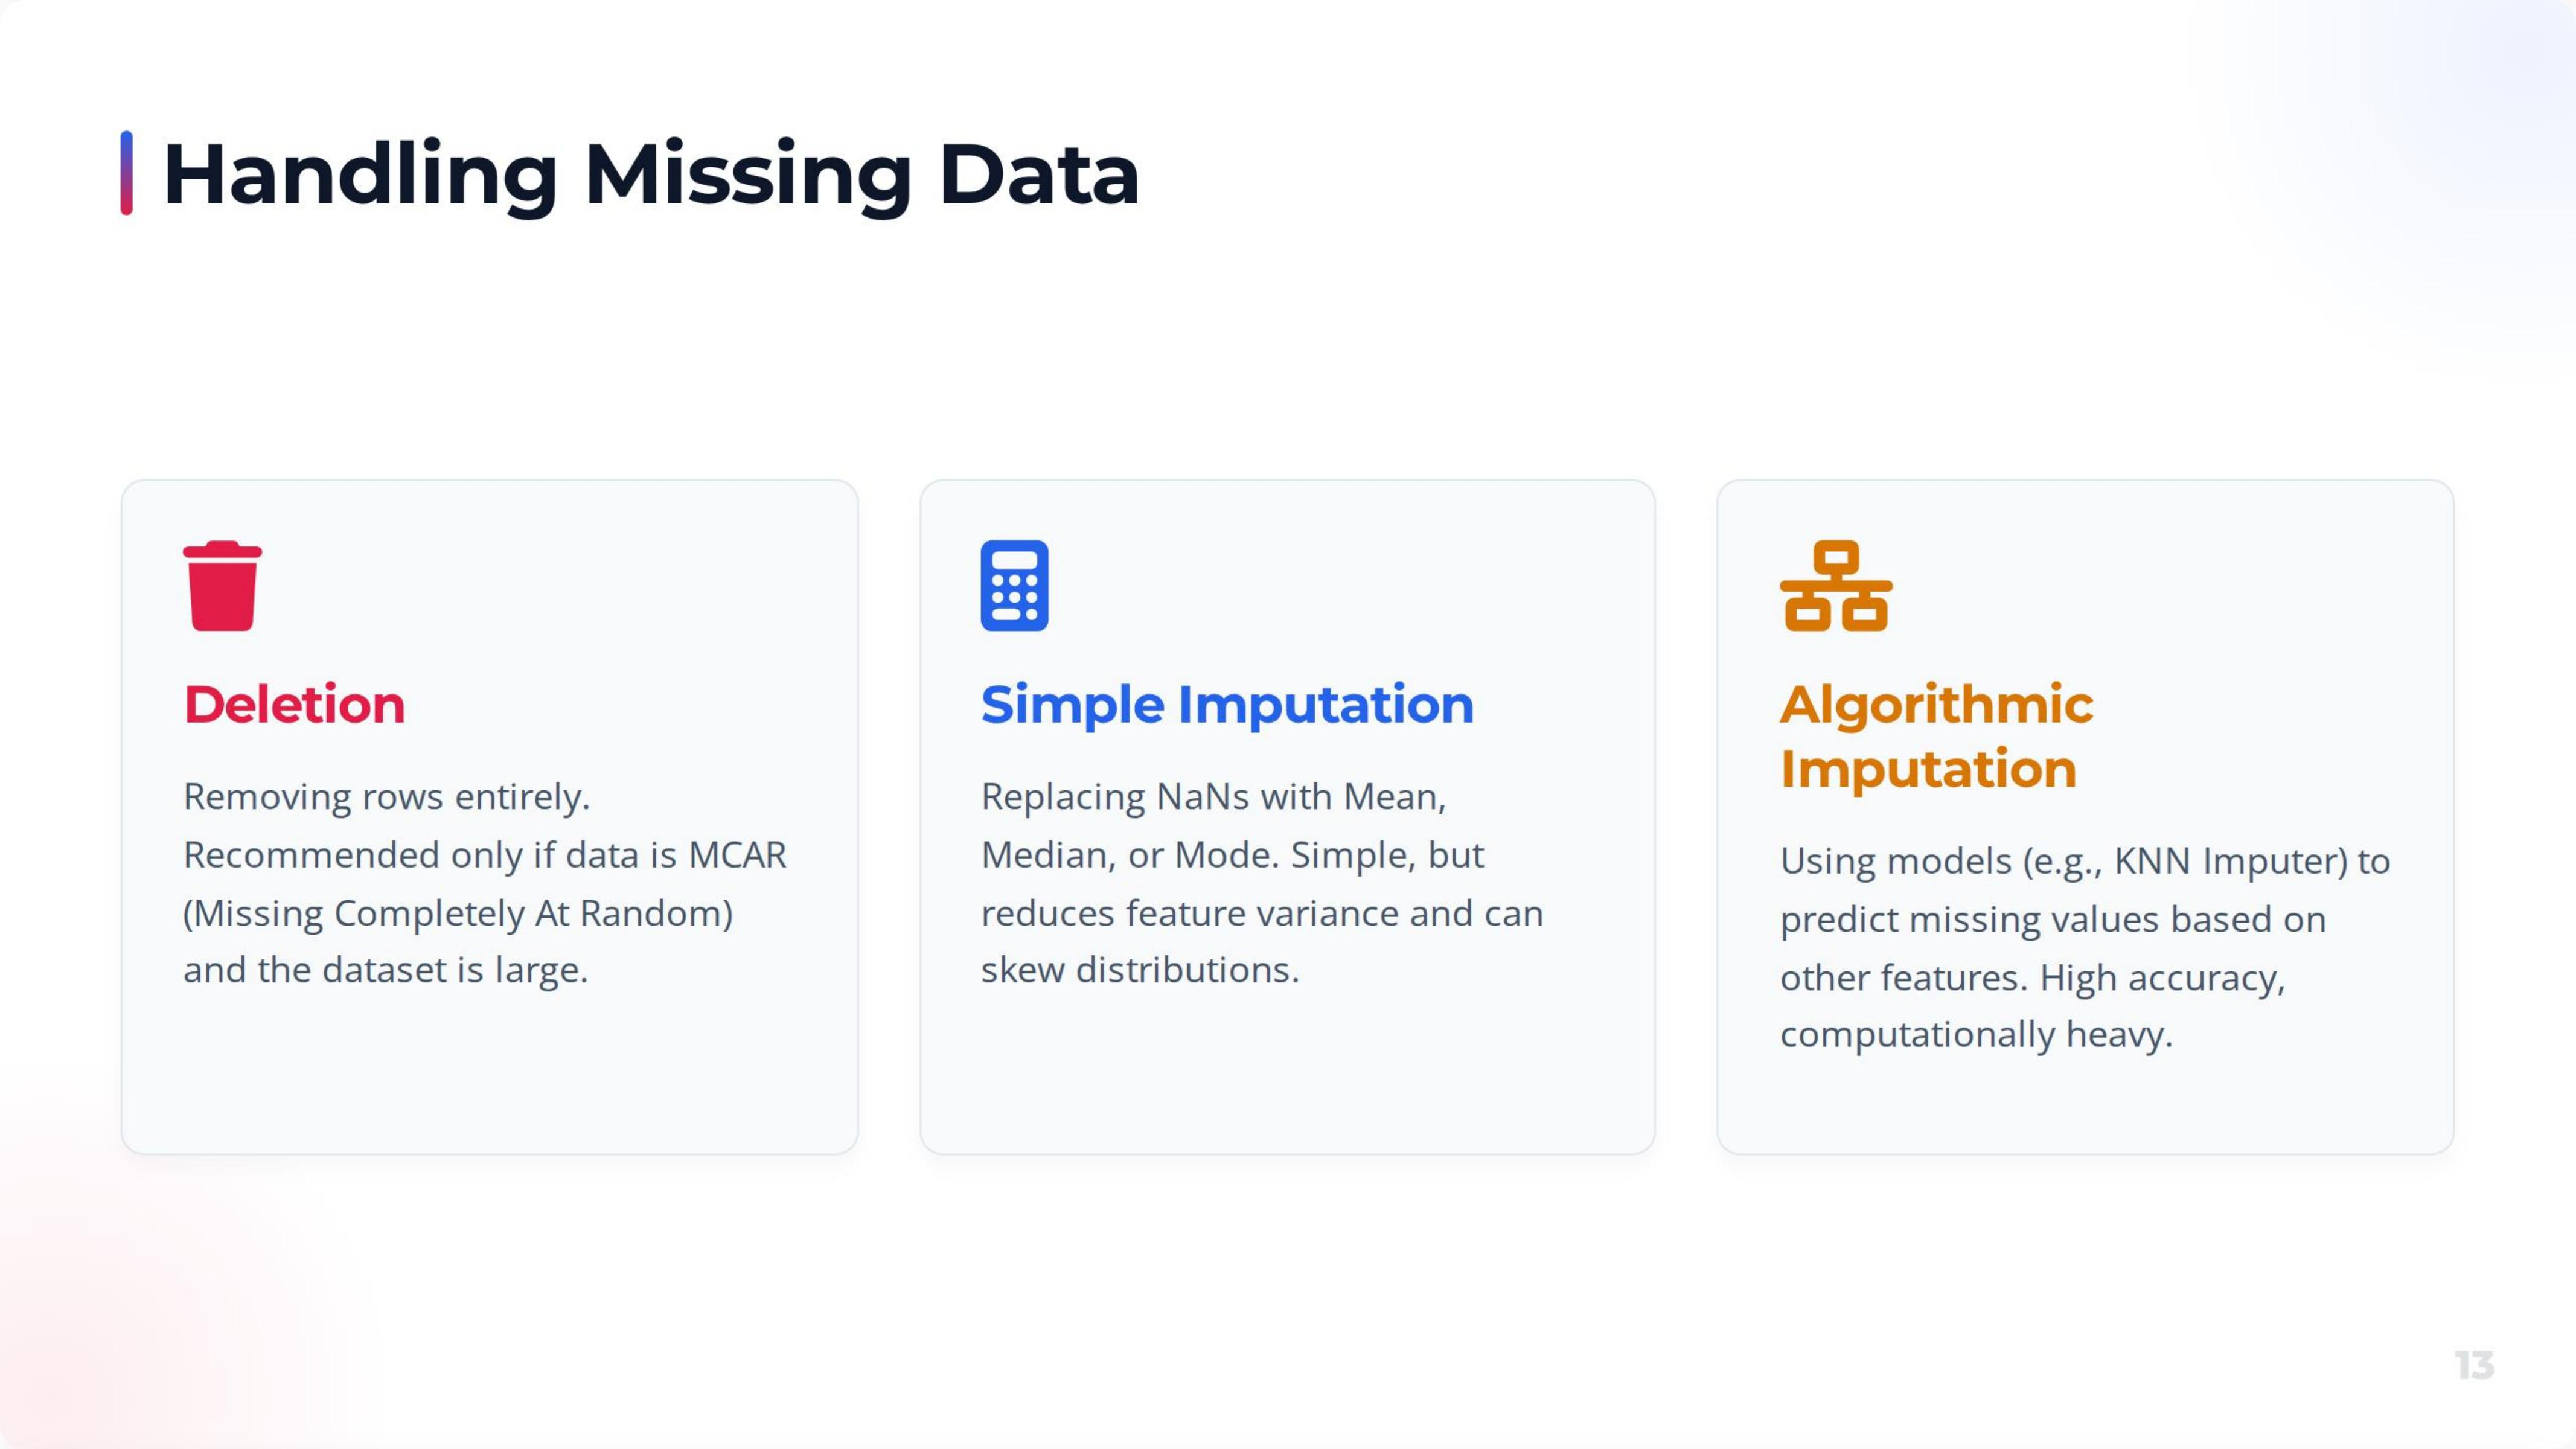 Handling Missing Data
Deletion
Removing rows entirely.
Recommended only if data is MCAR
(Missing Completely At Random)
and the dataset is large.
Simple Imputation
Replacing NaNs with Mean,
Median, or Mode. Simple, but
reduces feature variance and can
skew distributions.
Algorithmic
Imputation
Using models (e.g., KNN Imputer) to
predict missing values based on
other features. High accuracy,
computationally heavy.
13